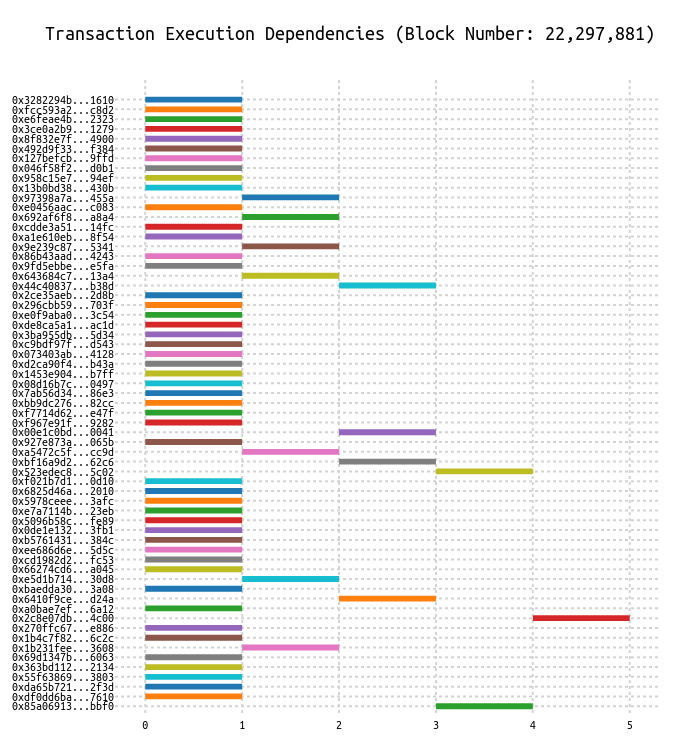 Transaction Execution Dependencies (Block Number: 22,297,881)
0x3282294b...1610
0xfcc593a2...c8d2
0xe6feae4b...2323
0x3ce0a2b9...1279
0x8f832e7f...4900
0x492d9f33...f384
0x127befcb...9ffd
0x046f58f2...d0b1
0x958c15e7...94ef
0x13b0bd38...430b
0x97398a7a...455a
0xe0456aac...c083
0x692af6f8...a8a4
0xcdde3a51...14fc
0xa1e610eb...8f54
0x9e239c87...5341
0x86b43aad...4243
0x9fd5ebbe...e5fa
0x643684c7...13a4
0x44c40837...b38d
0x2ce35aeb...2d8b
0x296cbb59...703f
0xe0f9aba0...3c54
0xde8ca5a1...ac1d
0x3ba955db...5d34
0xc9bdf97f...d543
0x073403ab...4128
0xd2ca90f4...b43a
0x1453e904...b7ff
0x08d16b7c...0497
0x7ab56d34...86e3
0xbb9dc276...82cc
0xf7714d62...e47f
0xf967e91f...9282
0x00e1c0bd...0041
0x927e873a...065b
0xa5472c5f...cc9d
0xbf16a9d2...62c6
0x523edec8...5c02
0xf021b7d1...0d10
0x6825d46a...2010
0x5978ceee...3afc
0xe7a7114b...23eb
0x5096b58c...fe89
0x0de1e132...3fb1
0xb5761431...384c
0xee686d6e...5d5c
0xcd1982d2...fc53
0x66274cd6...a045
0xe5d1b714...30d8
0xbaedda30...3a08
0x6410f9ce...d24a
0xa0bae7ef...6a12
0x2c8e07db...4c00
0x270ffc67...e886
0x1b4c7f82...6c2c
0x1b231fee...3608
0x69d1347b...6063
0x363bd112...2134
0x55f63869...3803
0xda65b721...2f3d
0xdf0dd6ba...7610
0x85a06913...bbf0
0 1 2 3 4 5